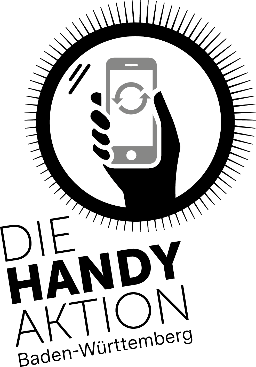 DIE
HANDY
AKTION
Baden-Württemberg